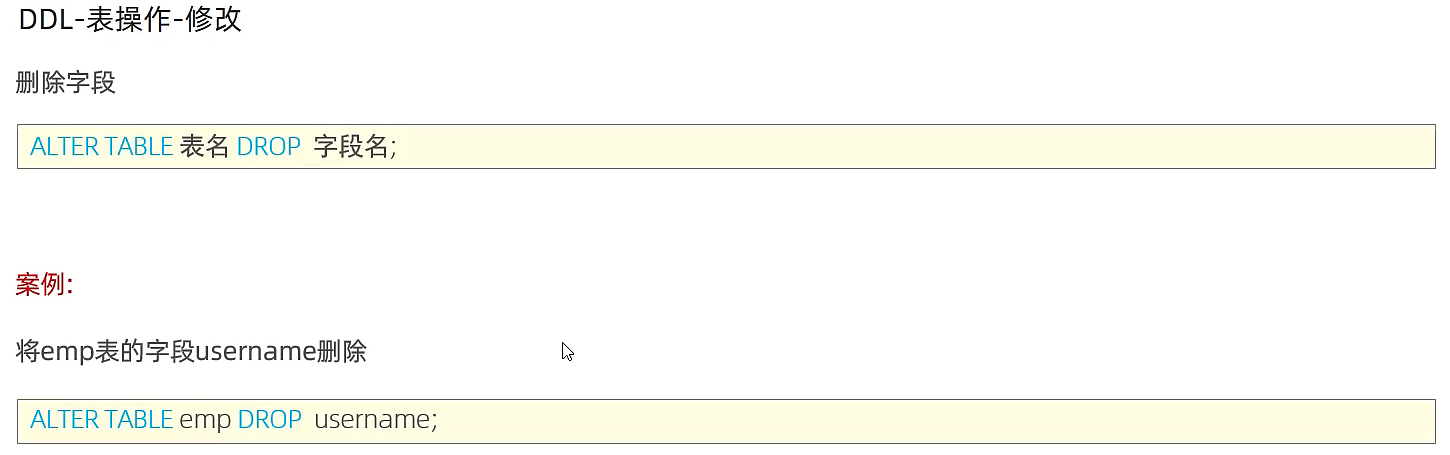 DDL-表操作-修改
删除字段
ALTER TABLE 表名 DROP 字段名;
案例:
将emp表的字段username删除
ALTER TABLE emp DROP username;